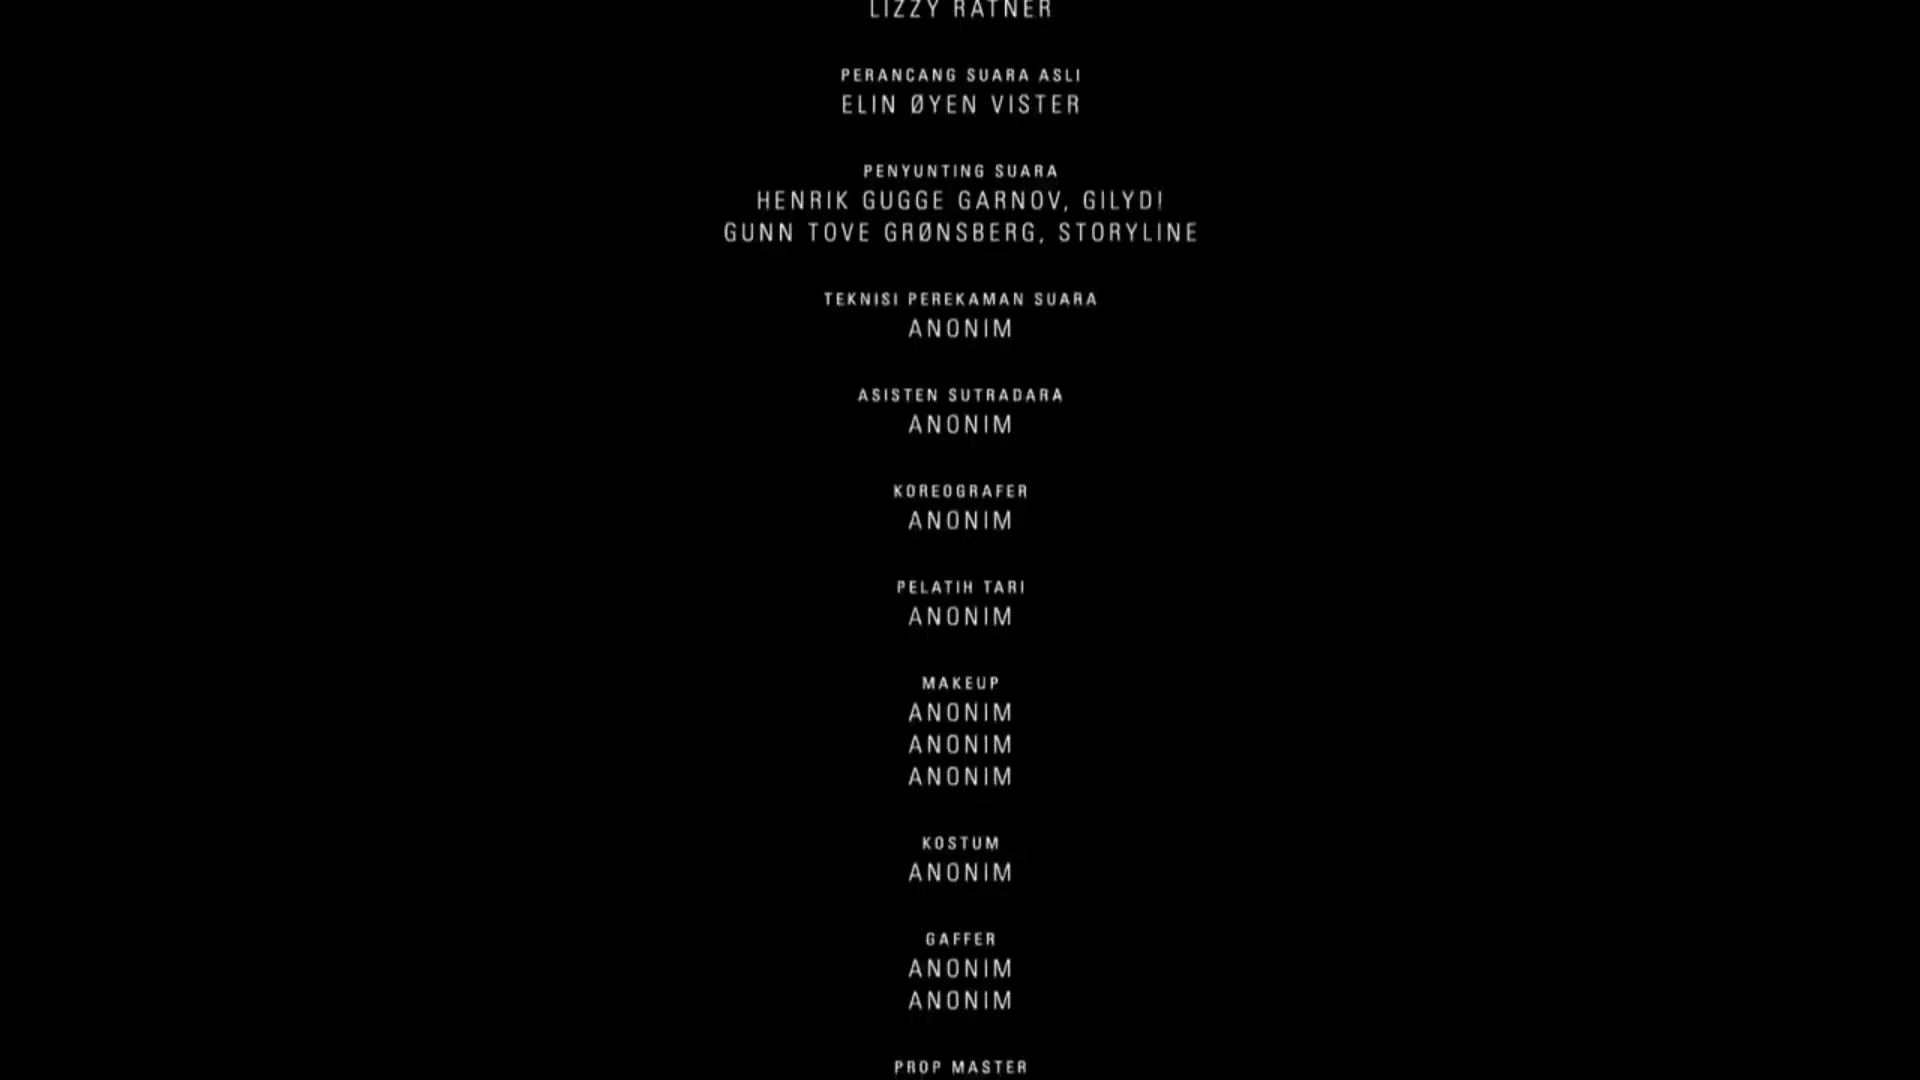 LIZZY RATNER
PERANCANG SUARA ASLI
ELIN ØYEN VISTER
PENYUNTING SUARA
HENRIK GUGGE GARNOV, GILYD!
GUNN TOVE GRØNSBERG, STORYLINE
TEKNISI PEREKAMAN SUARA
ANONIM
ASISTEN SUTRADARA
ANONIM
KOREOGRAFER
ANONIM
PELATIH TARI
ANONIM
MAKEUP
ANONIM
ANONIM
ANONIM
KOSTUM
ANONIM
GAFFER
ANONIM
ANONIM
PROP MASTER